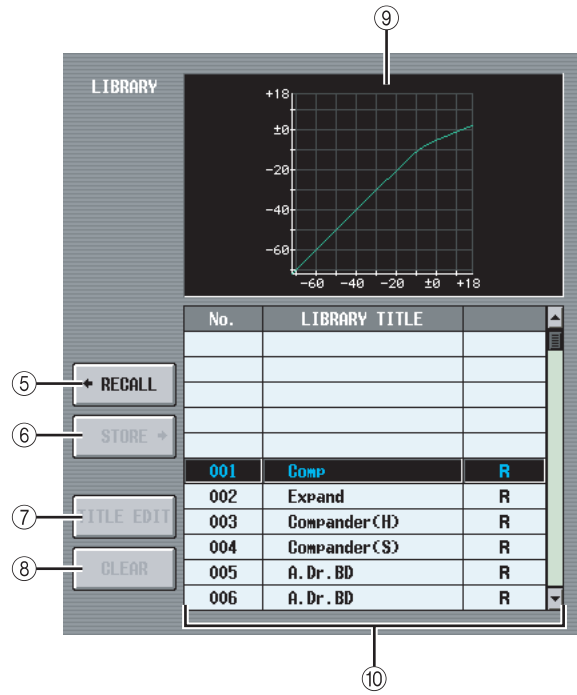 ⑨
LIBRARY
+18
±0
-20
-40
-60
-60 -40 -20 ±0 +18
No. LIBRARY TITLE
⑤ RECALL
⑥ STORE
001 Comp R
⑦ TITLE EDIT
002 Expand R
003 Compander(H) R
004 Compander(S) R
⑧ CLEAR
005 A.Dr.BD R
006 A.Dr.BD R
⑩